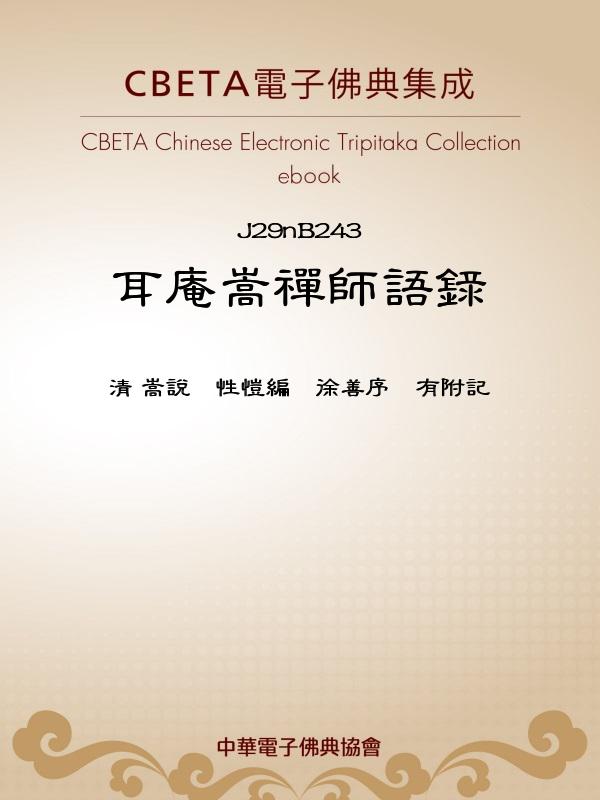 CBETA電子佛典集成
CBETA Chinese Electronic Tripitaka Collection
ebook
J29nB243
耳庵嵩禪師語錄
清 嵩說 性愷編 徐善序 有附記
中華電子佛典協會